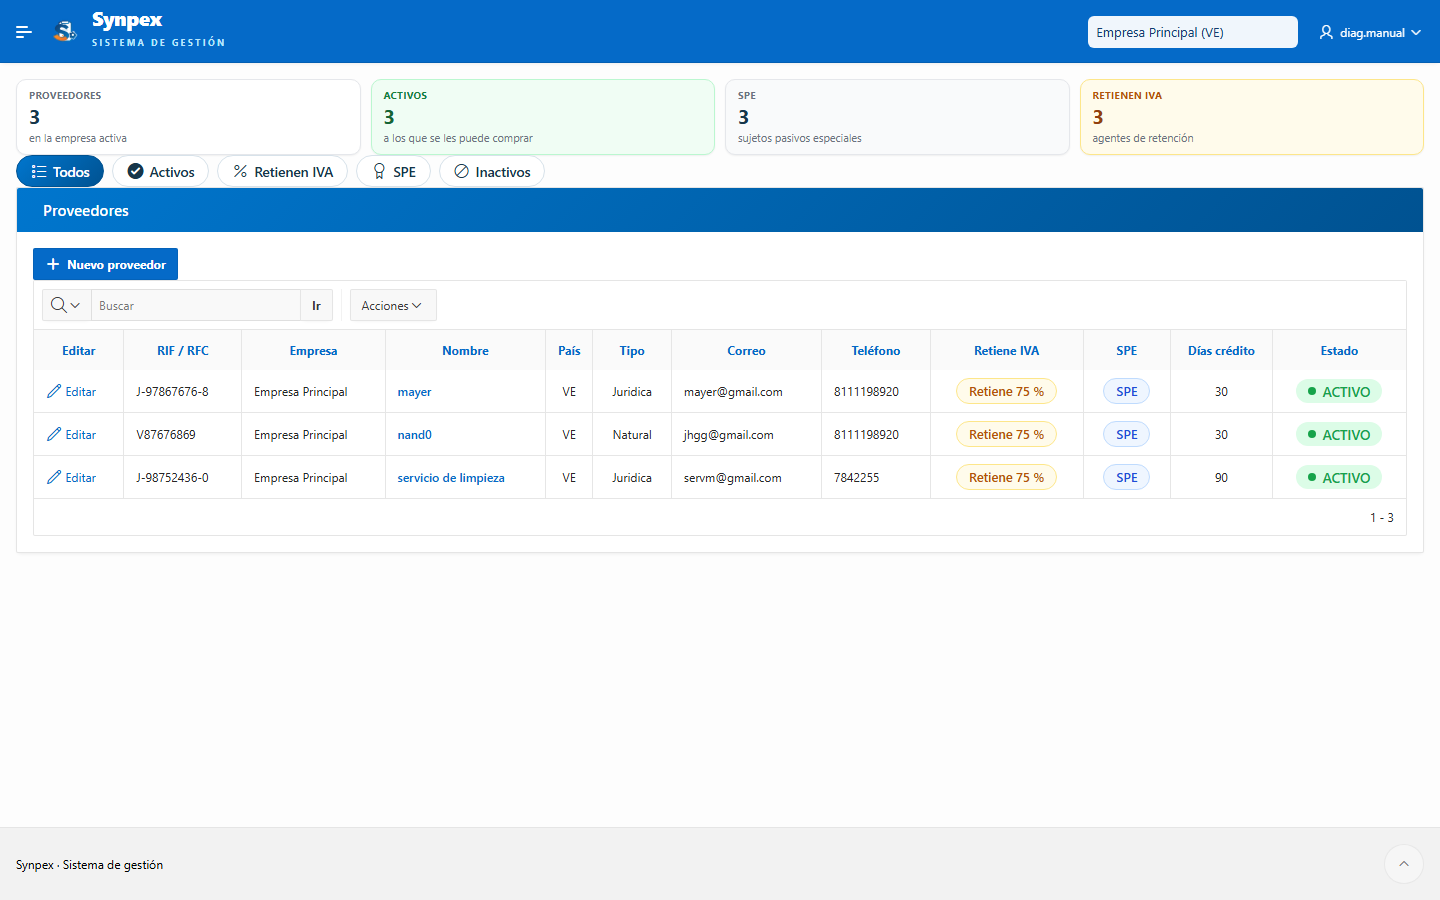 Synpex
SISTEMA DE GESTIÓN
Empresa Principal (VE)
diag.manual
PROVEEDORES
3
en la empresa activa
ACTIVOS
3
a los que se les puede comprar
SPE
3
sujetos pasivos especiales
RETIENEN IVA
3
agentes de retención
Todos
Activos
Retienen IVA
SPE
Inactivos
Proveedores
Nuevo proveedor
Buscar
Ir
Acciones
Editar RIF / RFC Empresa Nombre País Tipo Correo Teléfono Retiene IVA SPE Días crédito Estado
Editar J-97867676-8 Empresa Principal mayer VE Juridica mayer@gmail.com 8111198920 Retiene 75 % SPE 30 ACTIVO
Editar V87676869 Empresa Principal nand0 VE Natural jhgg@gmail.com 8111198920 Retiene 75 % SPE 30 ACTIVO
Editar J-98752436-0 Empresa Principal servicio de limpieza VE Juridica servm@gmail.com 7842255 Retiene 75 % SPE 90 ACTIVO
1 - 3
Synpex · Sistema de gestión